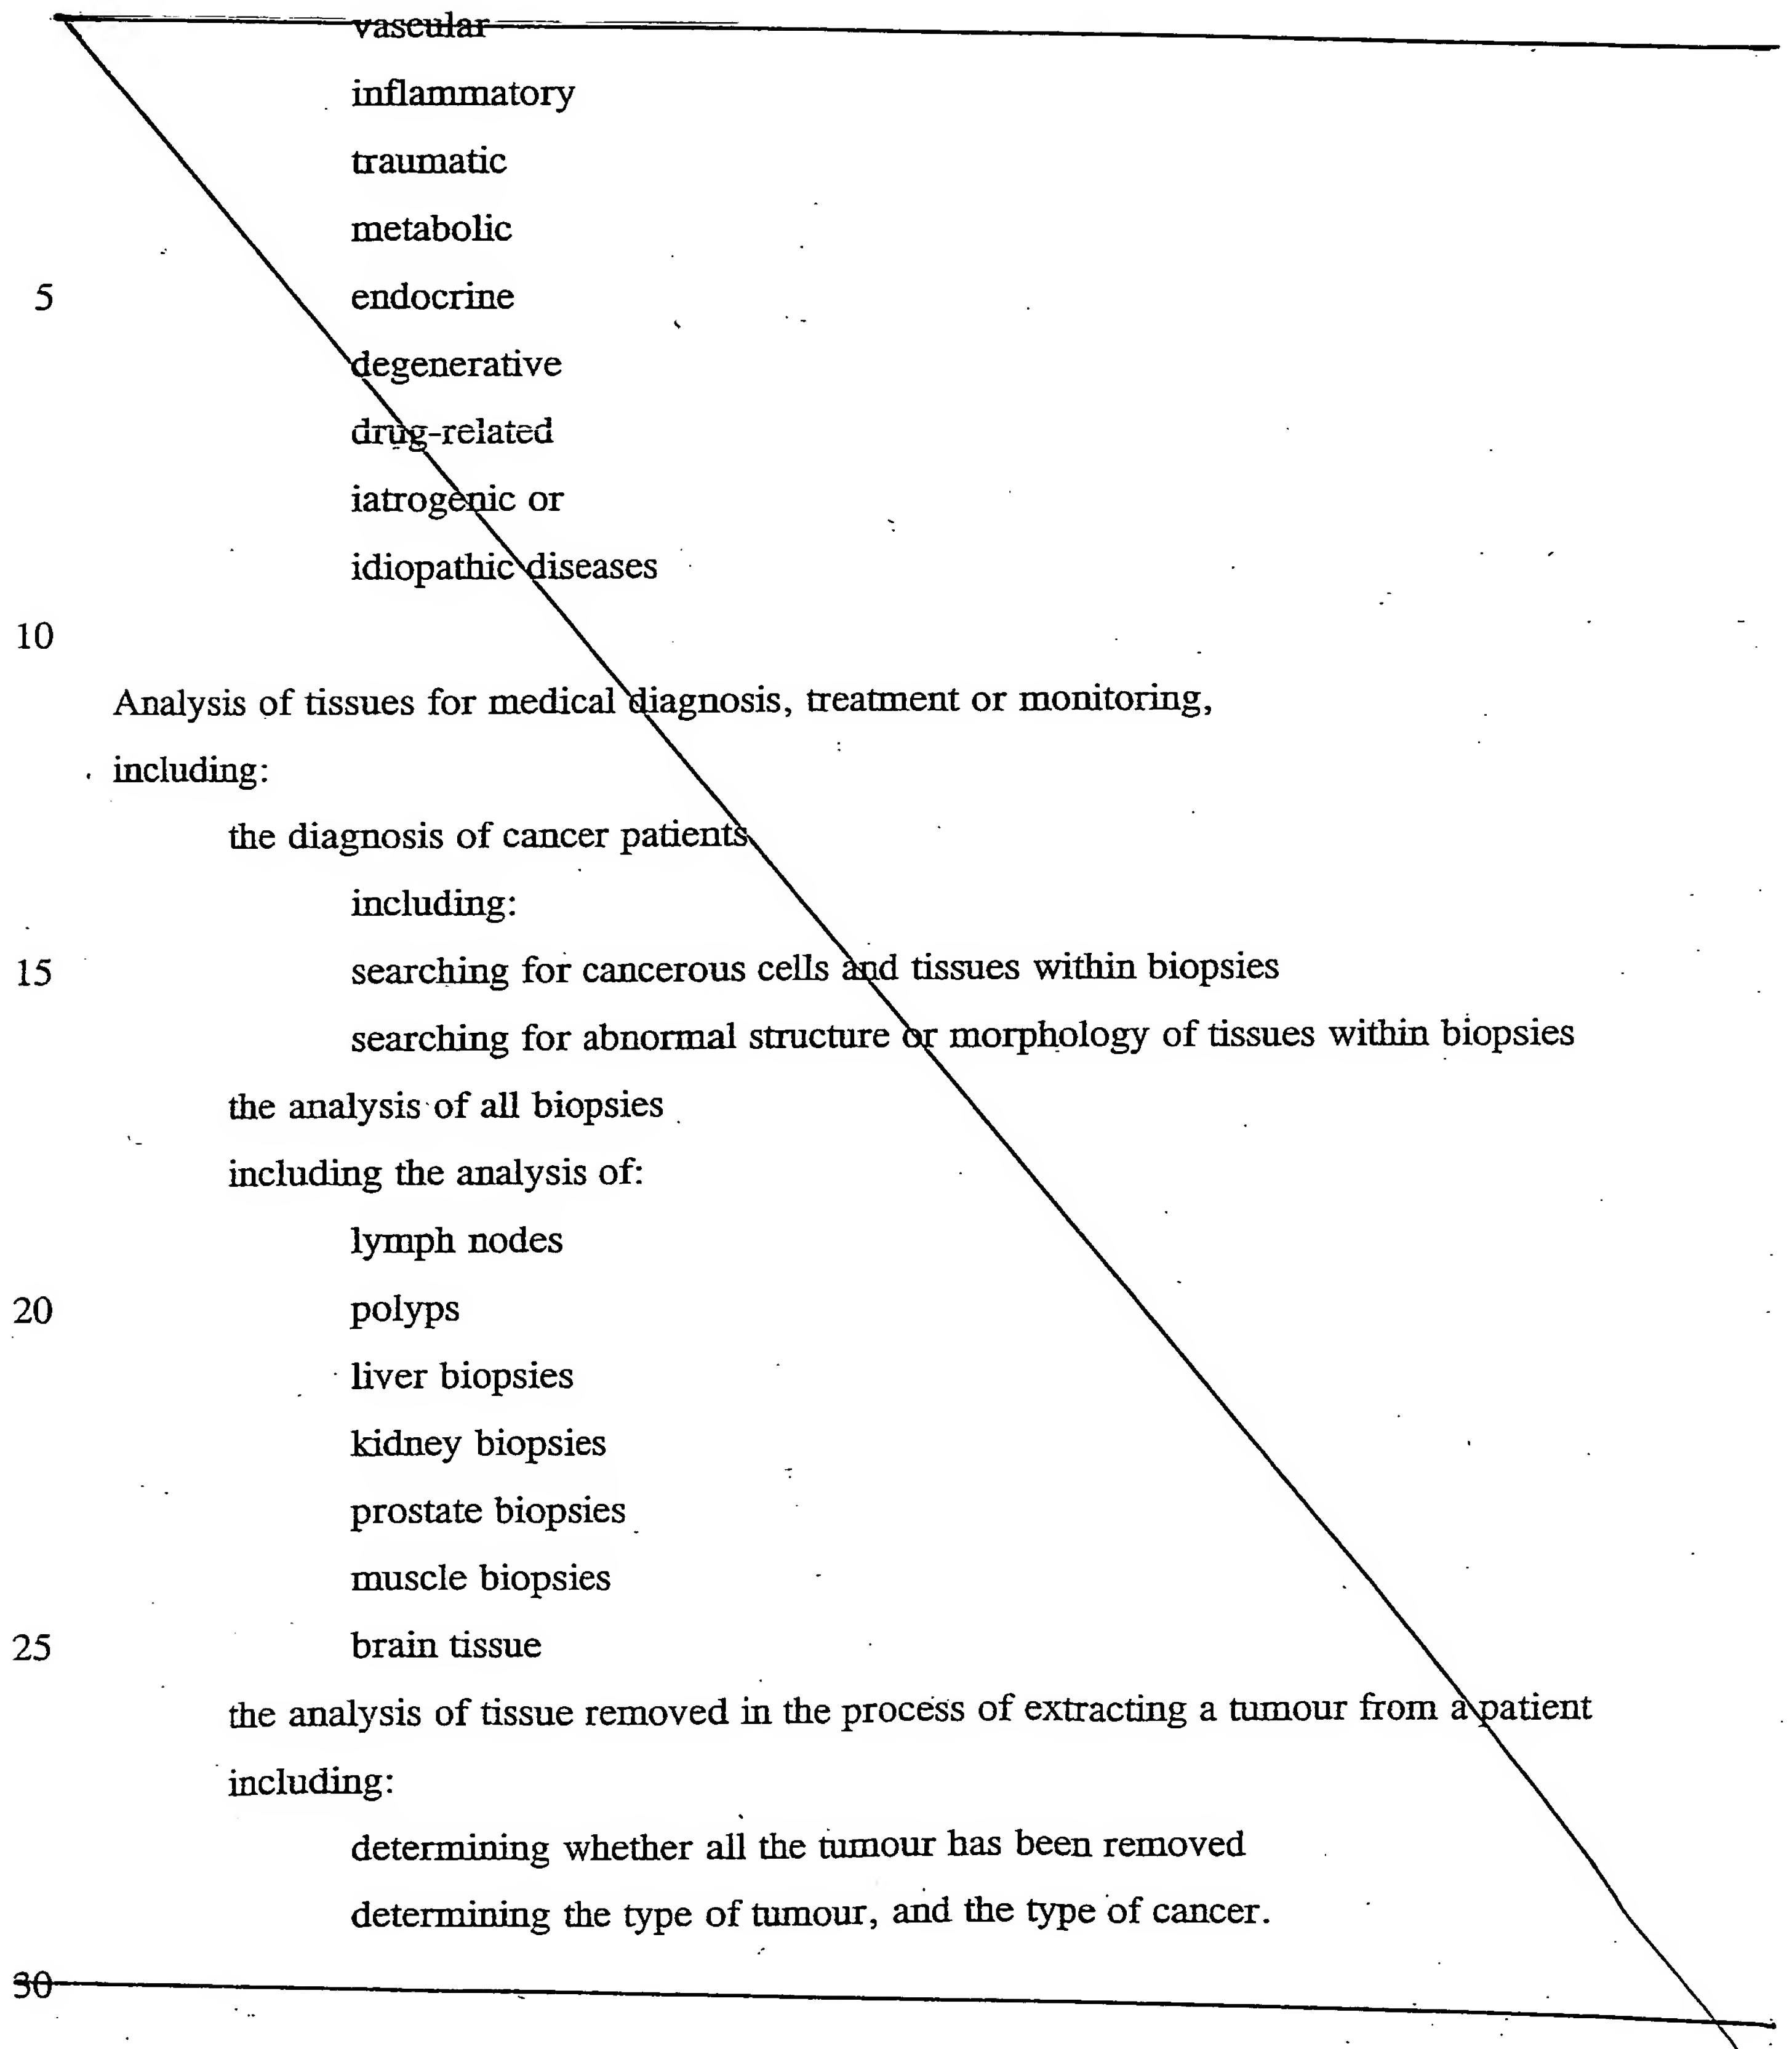 vascular
inflammatory
traumatic
metabolic
5 endocrine
degenerative
drug-related
iatrogenic or
idiopathic diseases
10
Analysis of tissues for medical diagnosis, treatment or monitoring,
including:
the diagnosis of cancer patients
including:
15 searching for cancerous cells and tissues within biopsies
searching for abnormal structure or morphology of tissues within biopsies
the analysis of all biopsies
including the analysis of:
lymph nodes
20 polyps
liver biopsies
kidney biopsies
prostate biopsies
muscle biopsies
25 brain tissue
the analysis of tissue removed in the process of extracting a tumour from a patient
including:
determining whether all the tumour has been removed
determining the type of tumour, and the type of cancer.
30